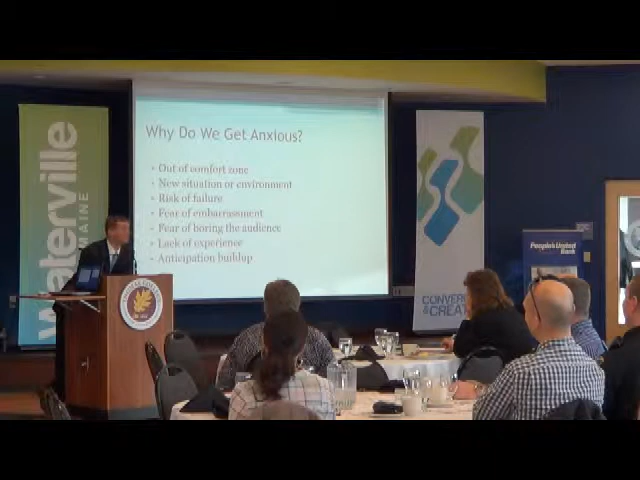 Why Do We Get Anxious?
• Out of comfort zone
• New situation or environment
• Risk of failure
• Fear of embarrassment
• Fear of boring the audience
• Lack of experience
• Anticipation buildup
Waterville
MAINE
CONVERGE
& CREATE
People's United
Bank